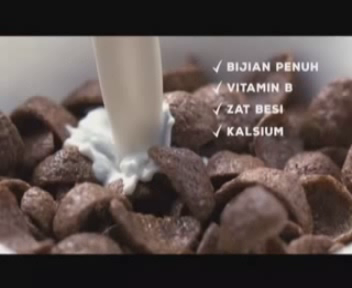 ✓ BIJIAN PENUH
✓ VITAMIN B
✓ ZAT BESI
✓ KALSIUM